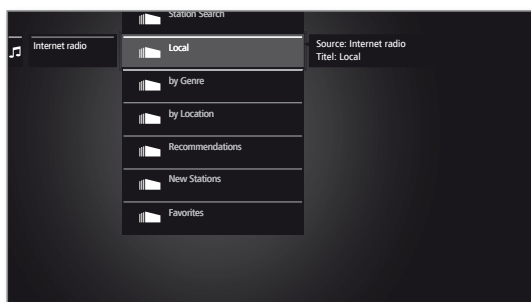 Station Search
Internet radio
Local
Source: Internet radio
Titel: Local
by Genre
by Location
Recommendations
New Stations
Favorites